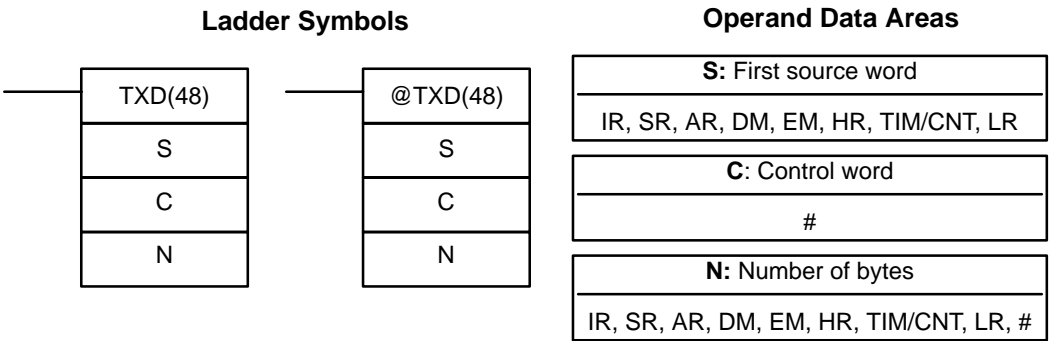 Ladder Symbols
TXD(48)
S
C
N
@TXD(48)
S
C
N
Operand Data Areas
S: First source word
IR, SR, AR, DM, EM, HR, TIM/CNT, LR
C: Control word
#
N: Number of bytes
IR, SR, AR, DM, EM, HR, TIM/CNT, LR, #